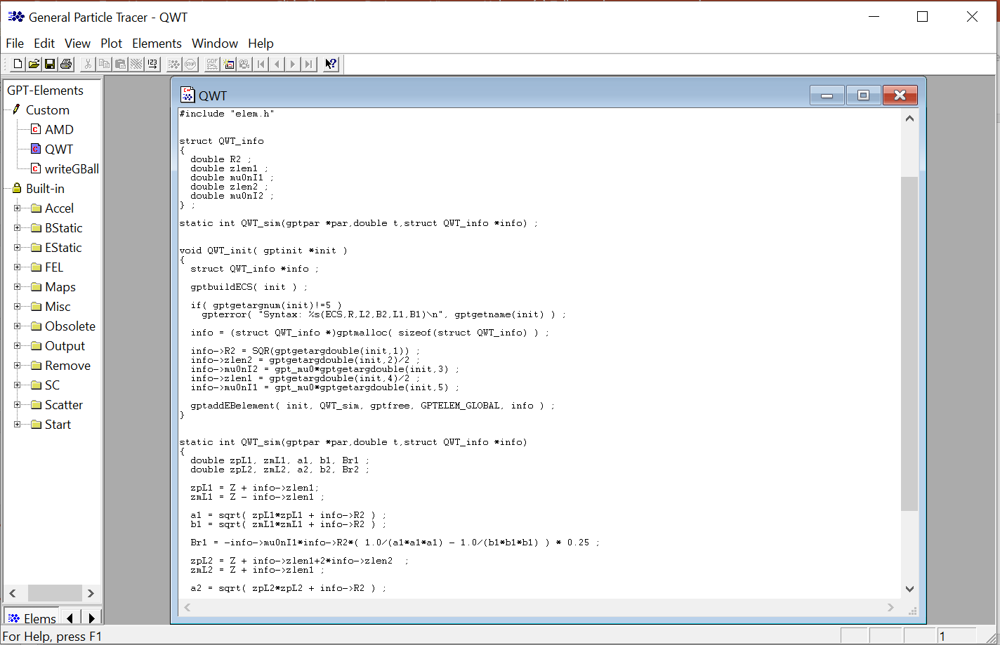 General Particle Tracer - QWT
File Edit View Plot Elements Window Help
GPT-Elements
Custom
AMD
QWT
writeGBall
Built-in
Accel
BStatic
EStatic
FEL
Maps
Misc
Obsolete
Output
Remove
SC
Scatter
Start
Elems
QWT
#include "elem.h"
struct QWT_info
{
double R2 ;
double zlen1 ;
double mu0nI1 ;
double zlen2 ;
double mu0nI2 ;
} ;
static int QWT_sim(gptpar *par,double t,struct QWT_info *info) ;
void QWT_init( gptinit *init )
{
struct QWT_info *info ;
gptbuildECS( init ) ;
if( gptgetargnum(init)!=5 )
gpterror( "Syntax: %s(ECS,R,L2,B2,L1,B1)\n", gptgetname(init) ) ;
info = (struct QWT_info *)gptmalloc( sizeof(struct QWT_info) ) ;
info->R2 = SQR(gptgetargdouble(init,1)) ;
info->zlen2 = gptgetargdouble(init,2)/2 ;
info->mu0nI2 = gpt_mu0*gptgetargdouble(init,3) ;
info->zlen1 = gptgetargdouble(init,4)/2 ;
info->mu0nI1 = gpt_mu0*gptgetargdouble(init,5) ;
gptaddEBelement( init, QWT_sim, gptfree, GPTELEM_GLOBAL, info ) ;
}
static int QWT_sim(gptpar *par,double t,struct QWT_info *info)
{
double zpL1, zmL1, a1, b1, Br1 ;
double zpL2, zmL2, a2, b2, Br2 ;
zpL1 = Z + info->zlen1;
zmL1 = Z - info->zlen1 ;
a1 = sqrt( zpL1*zpL1 + info->R2 ) ;
b1 = sqrt( zmL1*zmL1 + info->R2 ) ;
Br1 = -info->mu0nI1*info->R2*( 1.0/(a1*a1*a1) - 1.0/(b1*b1*b1) ) * 0.25 ;
zpL2 = Z + info->zlen1+2*info->zlen2 ;
zmL2 = Z + info->zlen1 ;
a2 = sqrt( zpL2*zpL2 + info->R2 ) ;
For Help, press F1
1